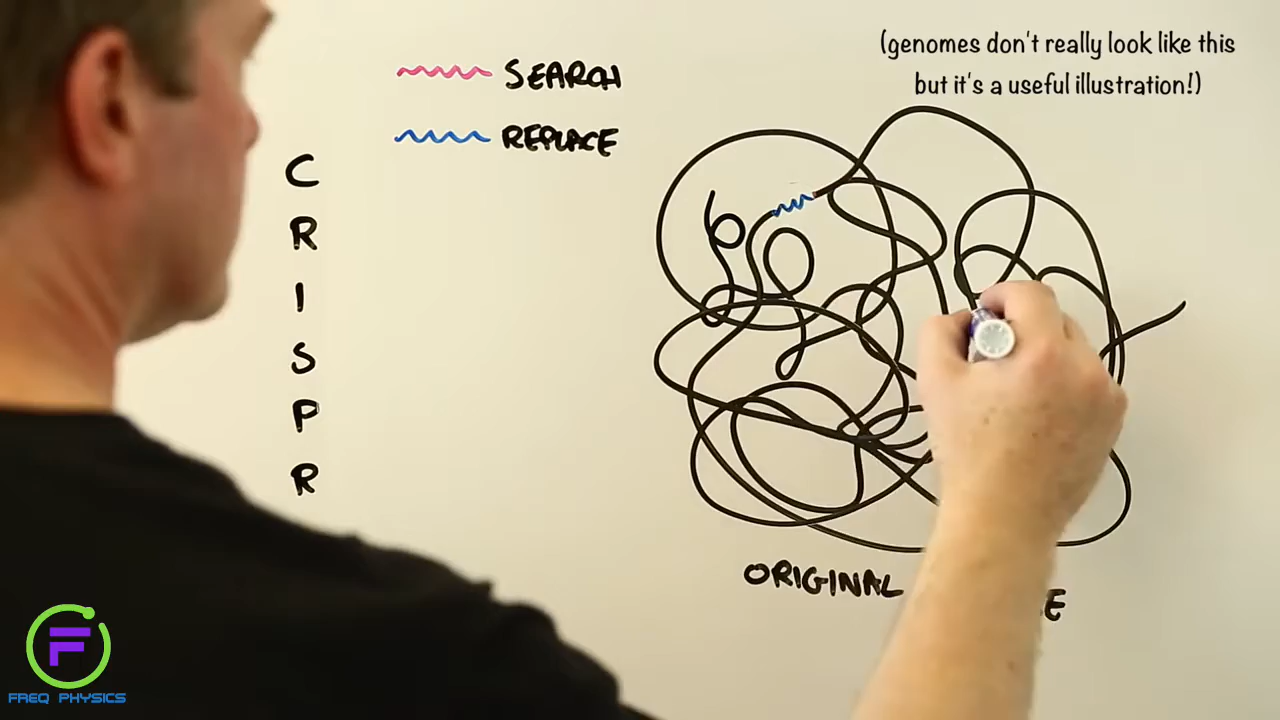 (genomes don't really look like this
but it's a useful illustration!)
SEARCH
REPLACE
C
R
I
S
P
R
ORIGINAL
FREQ PHYSICS